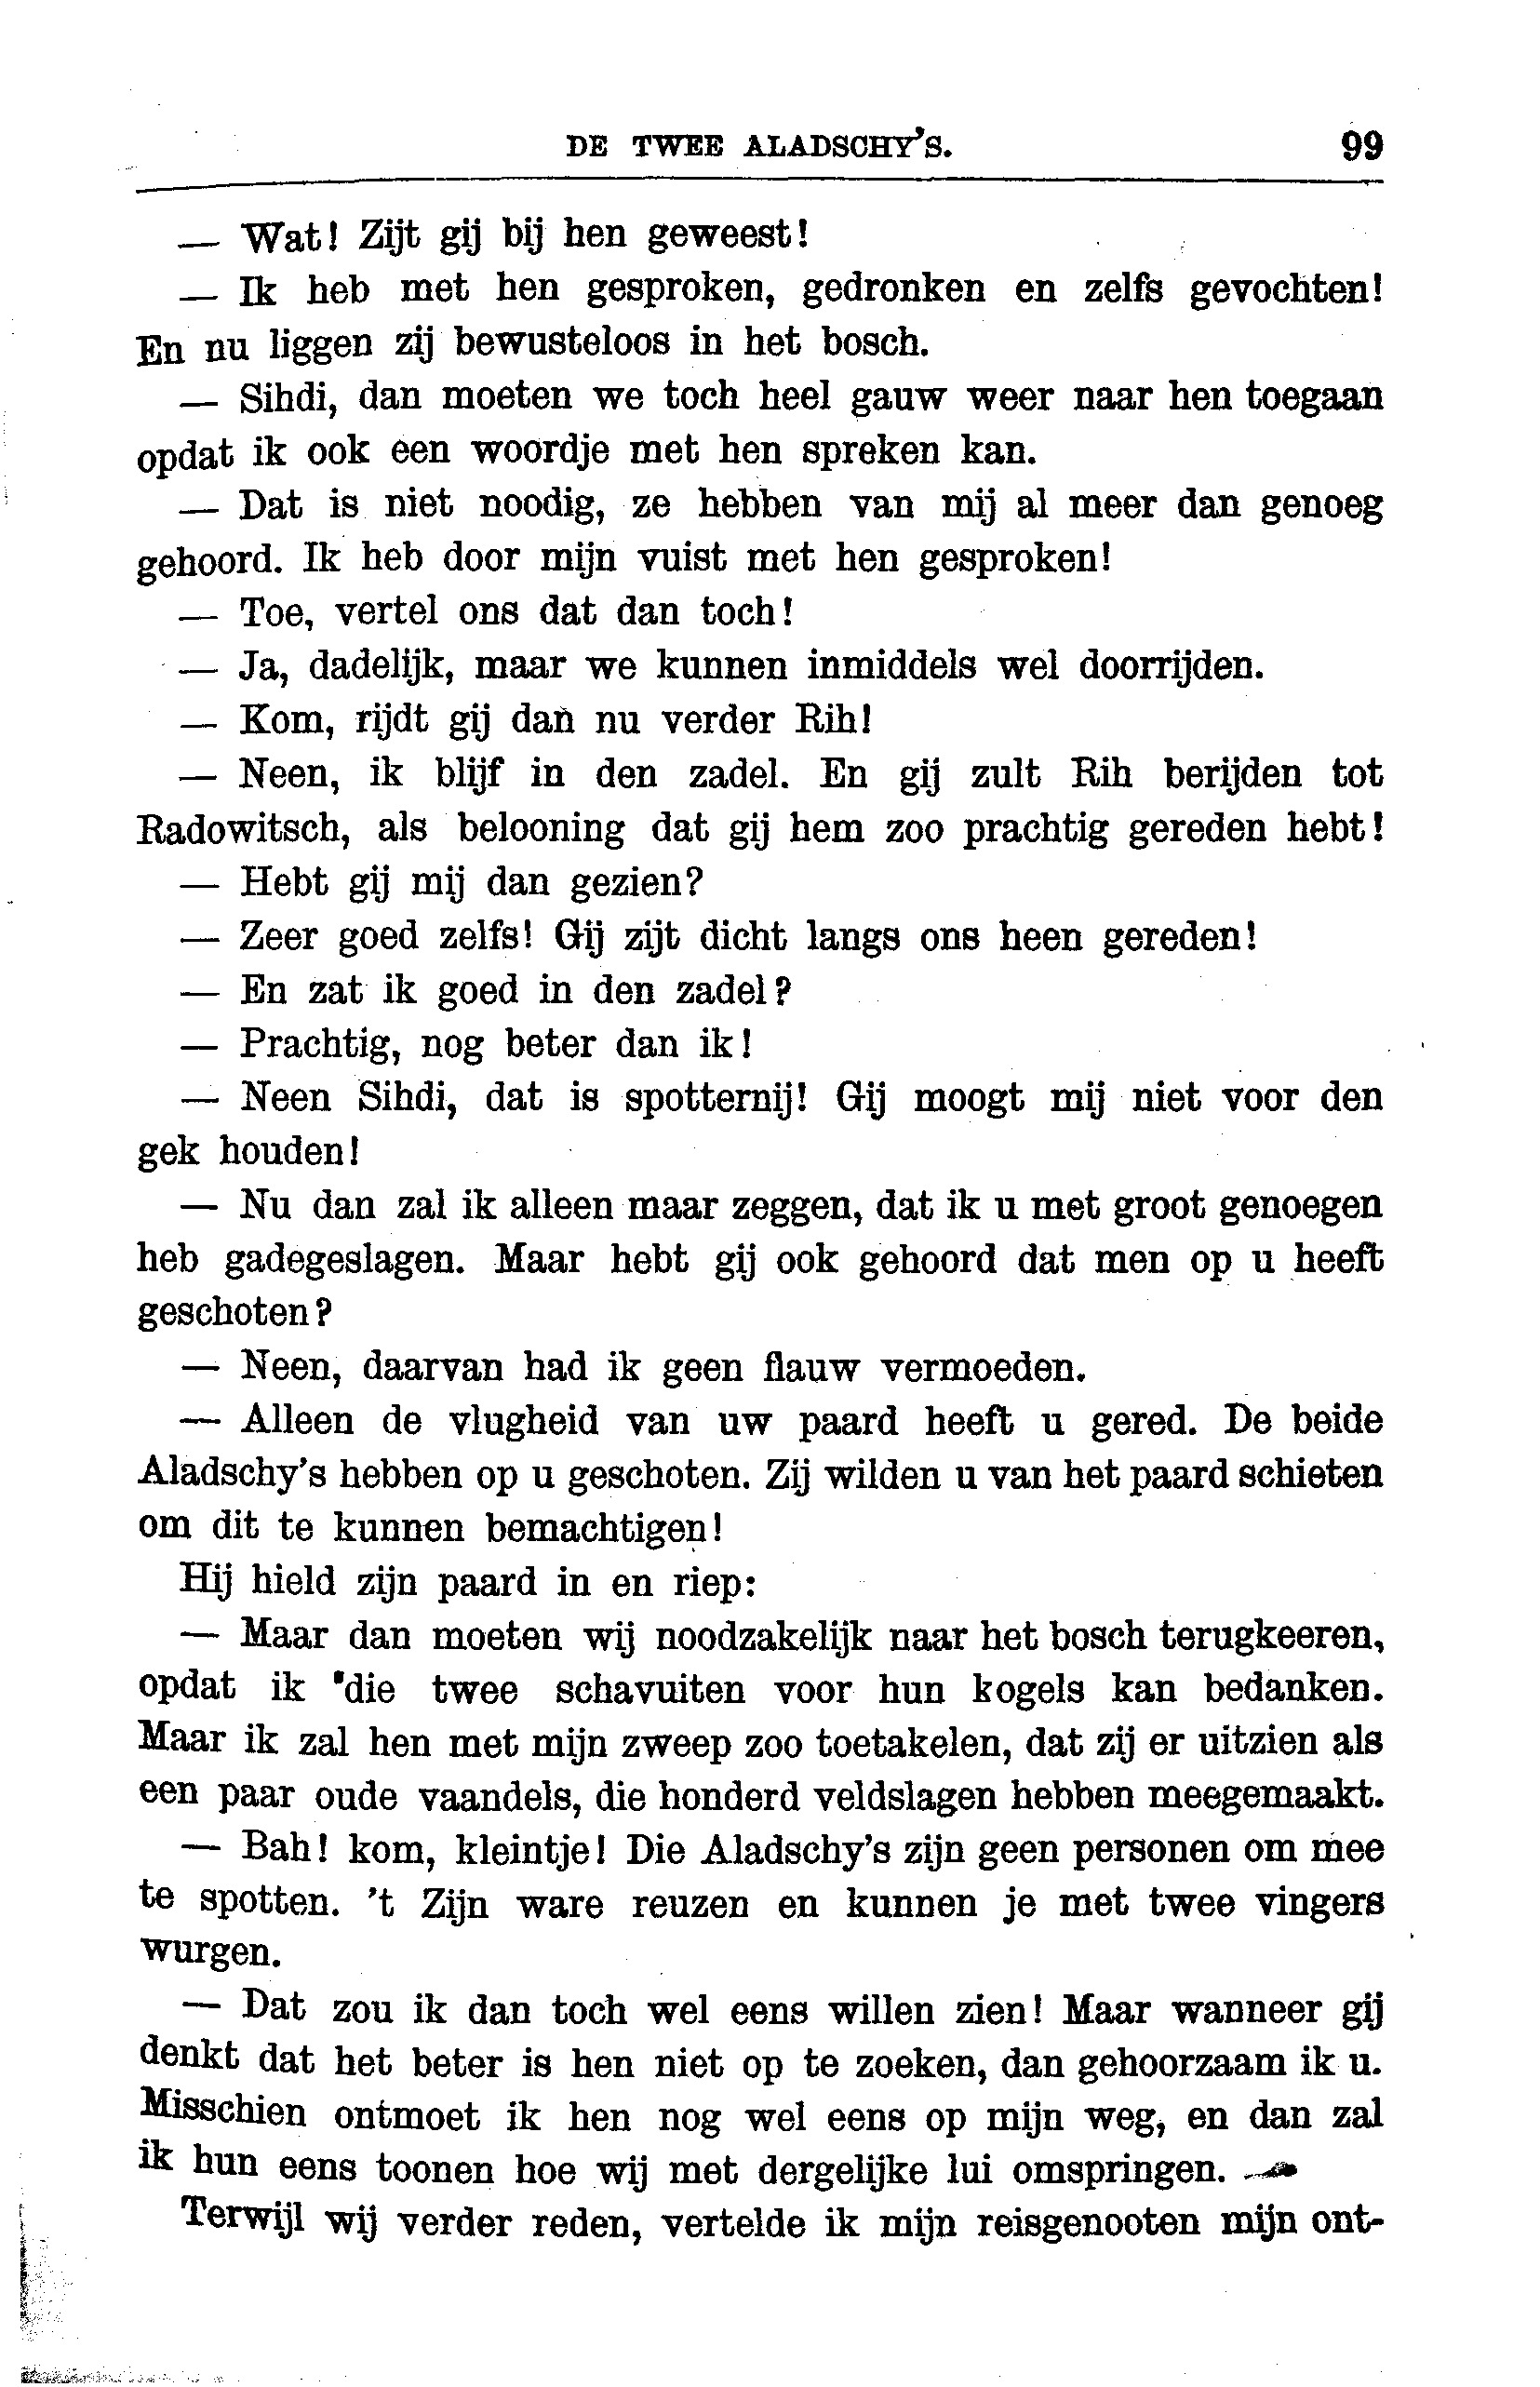 DE TWEE ALADSCHY'S. 99
— Wat! Zijt gij bij hen geweest!
— Ik heb met hen gesproken, gedronken en zelfs gevochten!
En nu liggen zij bewusteloos in het bosch.
— Sihdi, dan moeten we toch heel gauw weer naar hen toegaan
opdat ik ook een woordje met hen spreken kan.
— Dat is niet noodig, ze hebben van mij al meer dan genoeg
gehoord. Ik heb door mijn vuist met hen gesproken!
— Toe, vertel ons dat dan toch!
— Ja, dadelijk, maar we kunnen inmiddels wel doorrijden.
— Kom, rijdt gij dan nu verder Rih!
— Neen, ik blijf in den zadel. En gij zult Rih berijden tot
Radowitsch, als belooning dat gij hem zoo prachtig gereden hebt!
— Hebt gij mij dan gezien?
— Zeer goed zelfs! Gij zijt dicht langs ons heen gereden!
— En zat ik goed in den zadel?
— Prachtig, nog beter dan ik!
— Neen Sihdi, dat is spotternij! Gij moogt mij niet voor den
gek houden!
— Nu dan zal ik alleen maar zeggen, dat ik u met groot genoegen
heb gadegeslagen. Maar hebt gij ook gehoord dat men op u heeft
geschoten?
— Neen, daarvan had ik geen flauw vermoeden.
— Alleen de vlugheid van uw paard heeft u gered. De beide
Aladschy's hebben op u geschoten. Zij wilden u van het paard schieten
om dit te kunnen bemachtigen!
Hij hield zijn paard in en riep:
— Maar dan moeten wij noodzakelijk naar het bosch terugkeeren,
opdat ik die twee schavuiten voor hun kogels kan bedanken.
Maar ik zal hen met mijn zweep zoo toetakelen, dat zij er uitzien als
een paar oude vaandels, die honderd veldslagen hebben meegemaakt.
— Bah! kom, kleintje! Die Aladschy's zijn geen personen om mee
te spotten. 't Zijn ware reuzen en kunnen je met twee vingers
wurgen.
— Dat zou ik dan toch wel eens willen zien! Maar wanneer gij
denkt dat het beter is hen niet op te zoeken, dan gehoorzaam ik u.
Misschien ontmoet ik hen nog wel eens op mijn weg, en dan zal
ik hun eens toonen hoe wij met dergelijke lui omspringen.
Terwijl wij verder reden, vertelde ik mijn reisgenooten mijn ont-